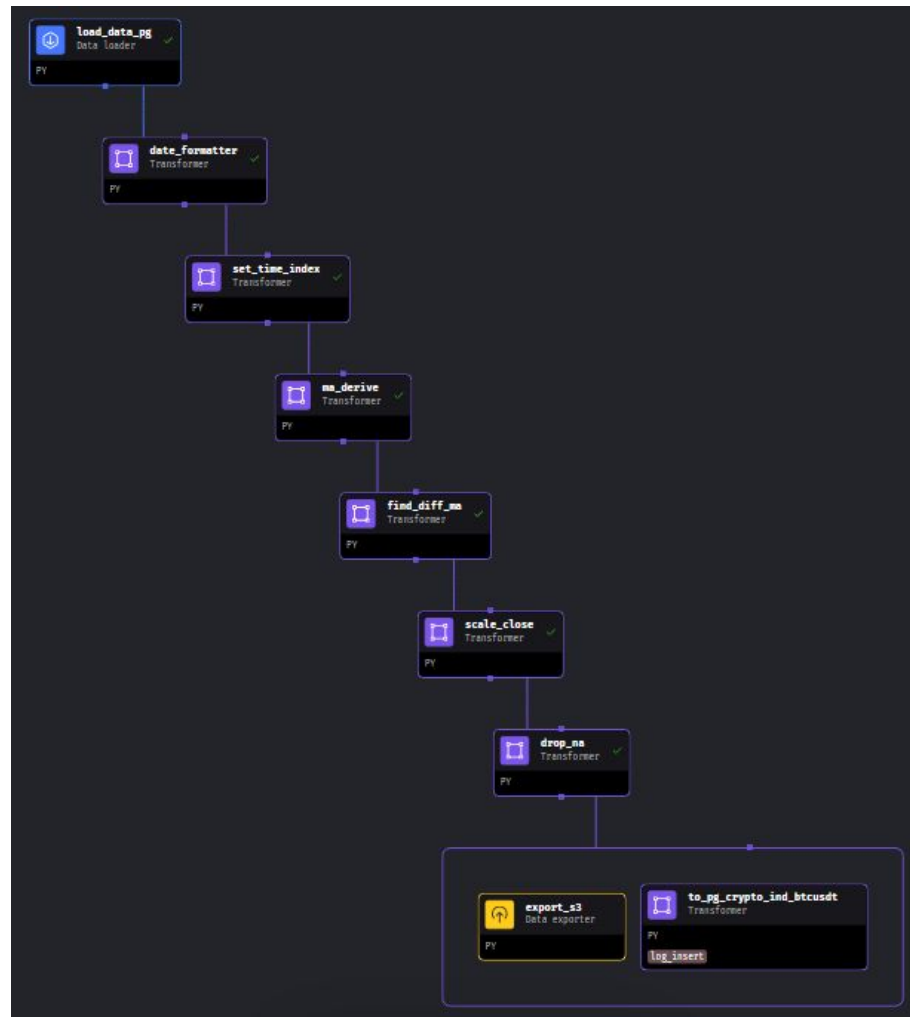 load_data_pg
Data loader
PY
date_formatter
Transformer
PY
set_time_index
Transformer
PY
ma_derive
Transformer
PY
find_diff_ma
Transformer
PY
scale_close
Transformer
PY
drop_na
Transformer
PY
export_s3
Data exporter
PY
to_pg_crypto_ind_btcusdt
Transformer
PY
log_insert